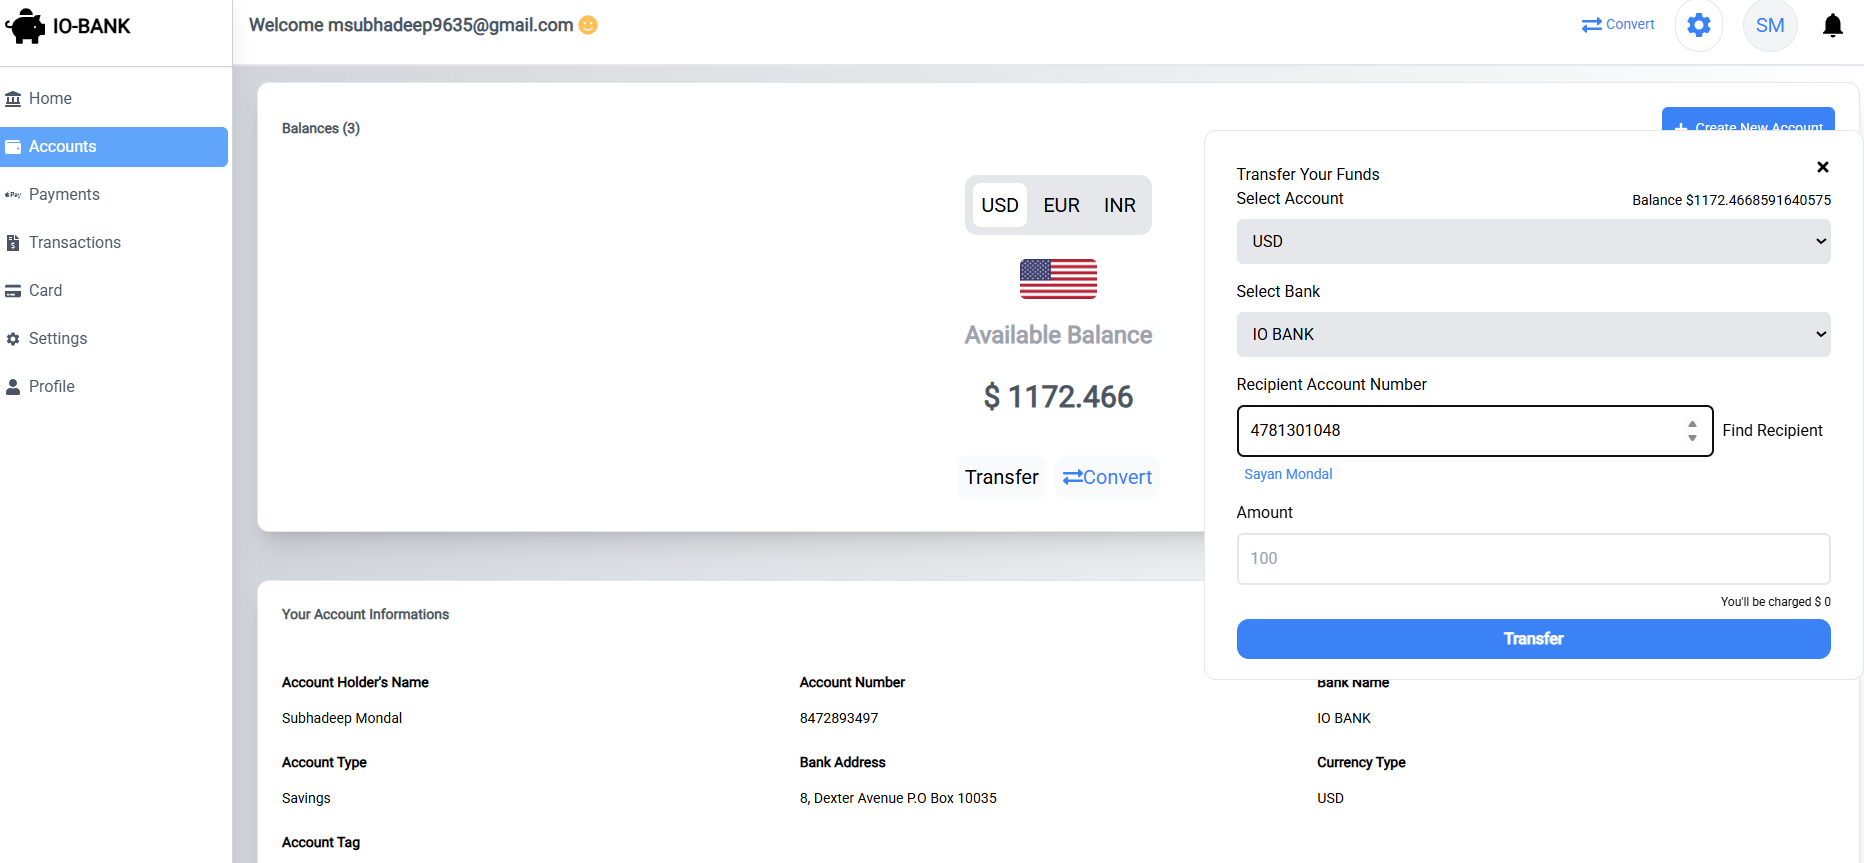 IO-BANK
Welcome msubhadeep9635@gmail.com
Convert
SM
Home
Accounts
Payments
Transactions
Card
Settings
Profile
Balances (3)
+ Create New Account
USD EUR INR
Available Balance
$ 1172.466
Transfer Convert
Transfer Your Funds
Select Account
Balance $1172.4668591640575
USD
Select Bank
IO BANK
Recipient Account Number
4781301048
Find Recipient
Sayan Mondal
Amount
100
You'll be charged $ 0
Transfer
Your Account Informations
Account Holder's Name Account Number Bank Name
Subhadeep Mondal 8472893497 IO BANK
Account Type Bank Address Currency Type
Savings 8, Dexter Avenue P.O Box 10035 USD
Account Tag